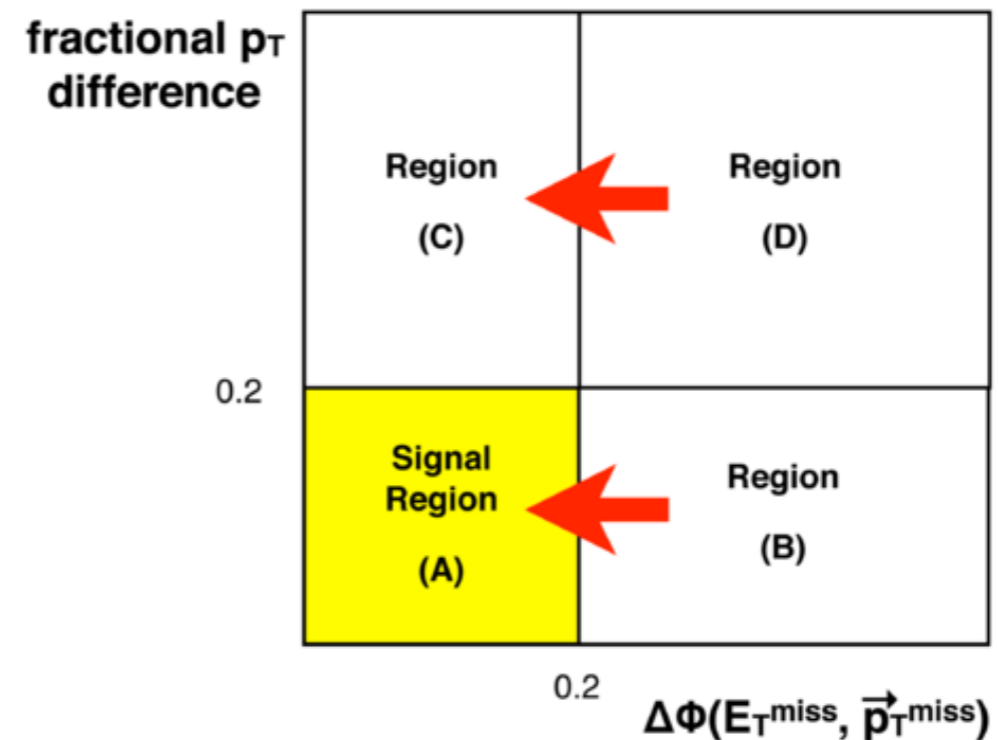 fractional pT
difference
Region
(C)
Region
(D)
0.2
Signal
Region
(A)
Region
(B)
0.2
ΔΦ(ETmiss, p⃗Tmiss)